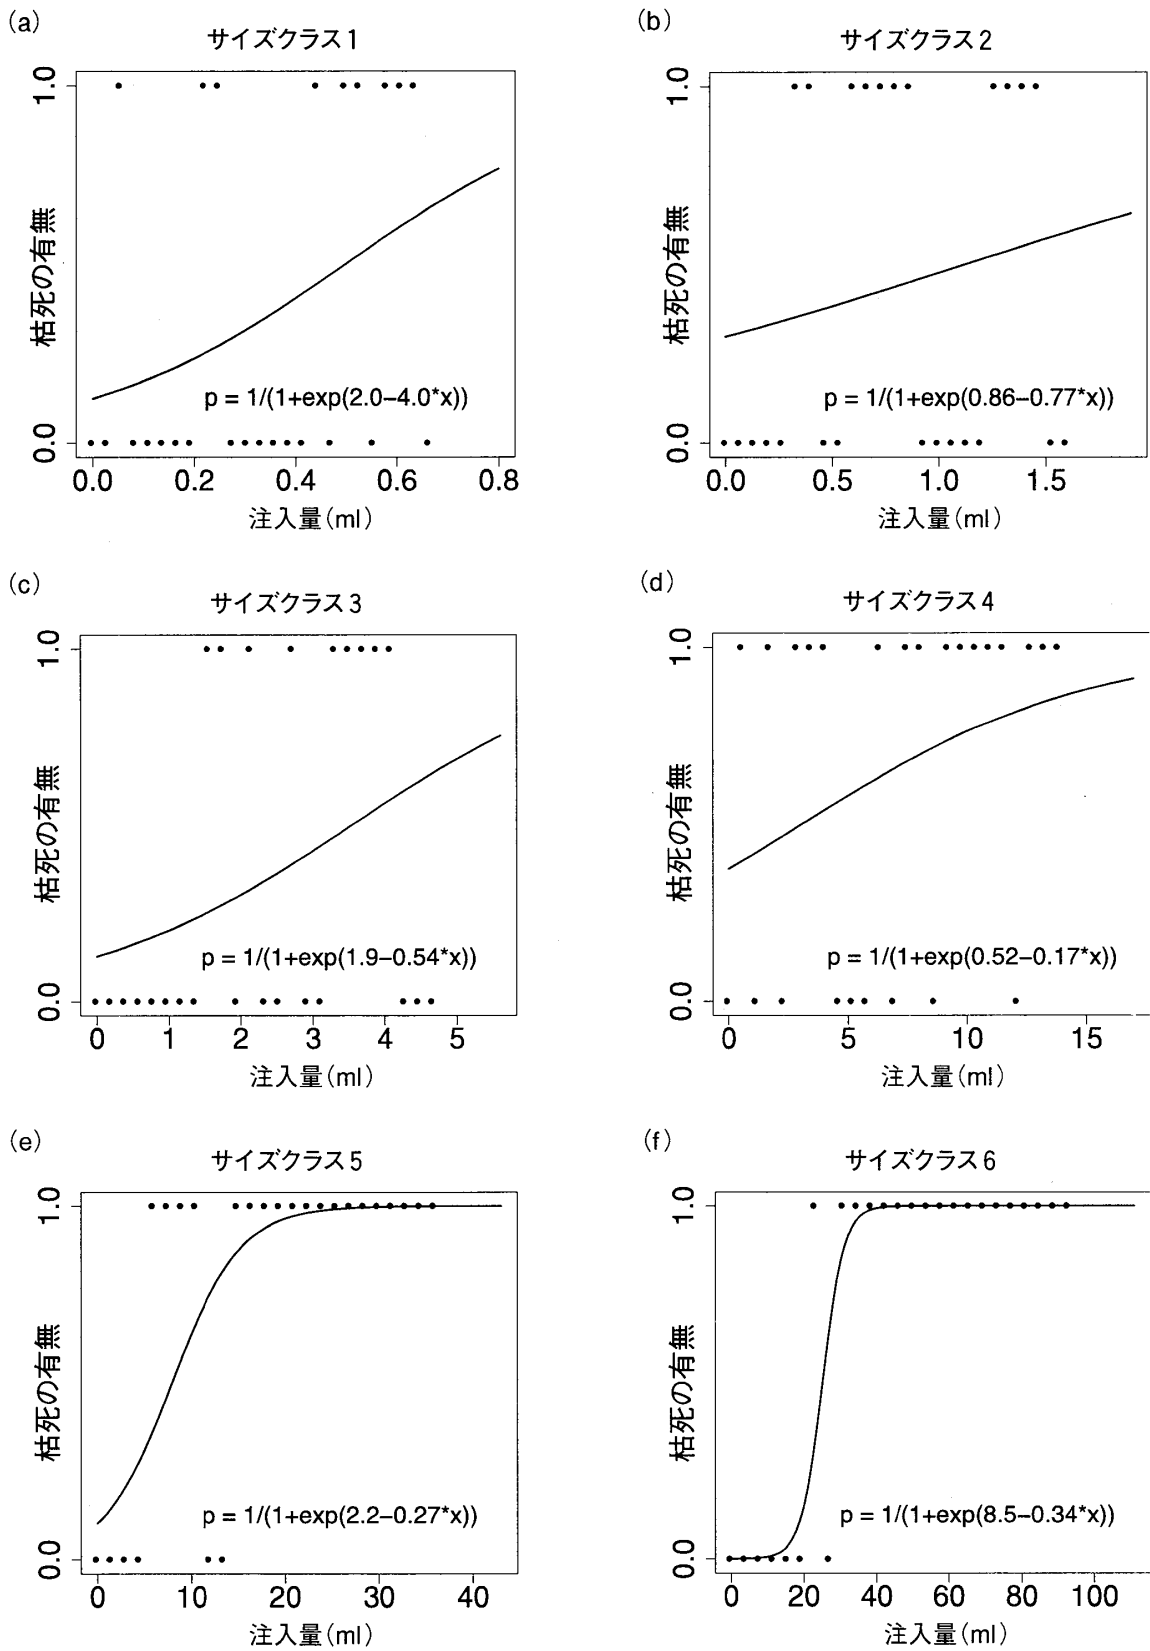 (a)
サイズクラス1
1.0
0.0
枯死の有無
p = 1/(1+exp(2.0−4.0*x))
0.0 0.2 0.4 0.6 0.8
注入量(ml)
(b)
サイズクラス2
1.0
0.0
枯死の有無
p = 1/(1+exp(0.86−0.77*x))
0.0 0.5 1.0 1.5
注入量(ml)
(c)
サイズクラス3
1.0
0.0
枯死の有無
p = 1/(1+exp(1.9−0.54*x))
0 1 2 3 4 5
注入量(ml)
(d)
サイズクラス4
1.0
0.0
枯死の有無
p = 1/(1+exp(0.52−0.17*x))
0 5 10 15
注入量(ml)
(e)
サイズクラス5
1.0
0.0
枯死の有無
p = 1/(1+exp(2.2−0.27*x))
0 10 20 30 40
注入量(ml)
(f)
サイズクラス6
1.0
0.0
枯死の有無
p = 1/(1+exp(8.5−0.34*x))
0 20 40 60 80 100
注入量(ml)